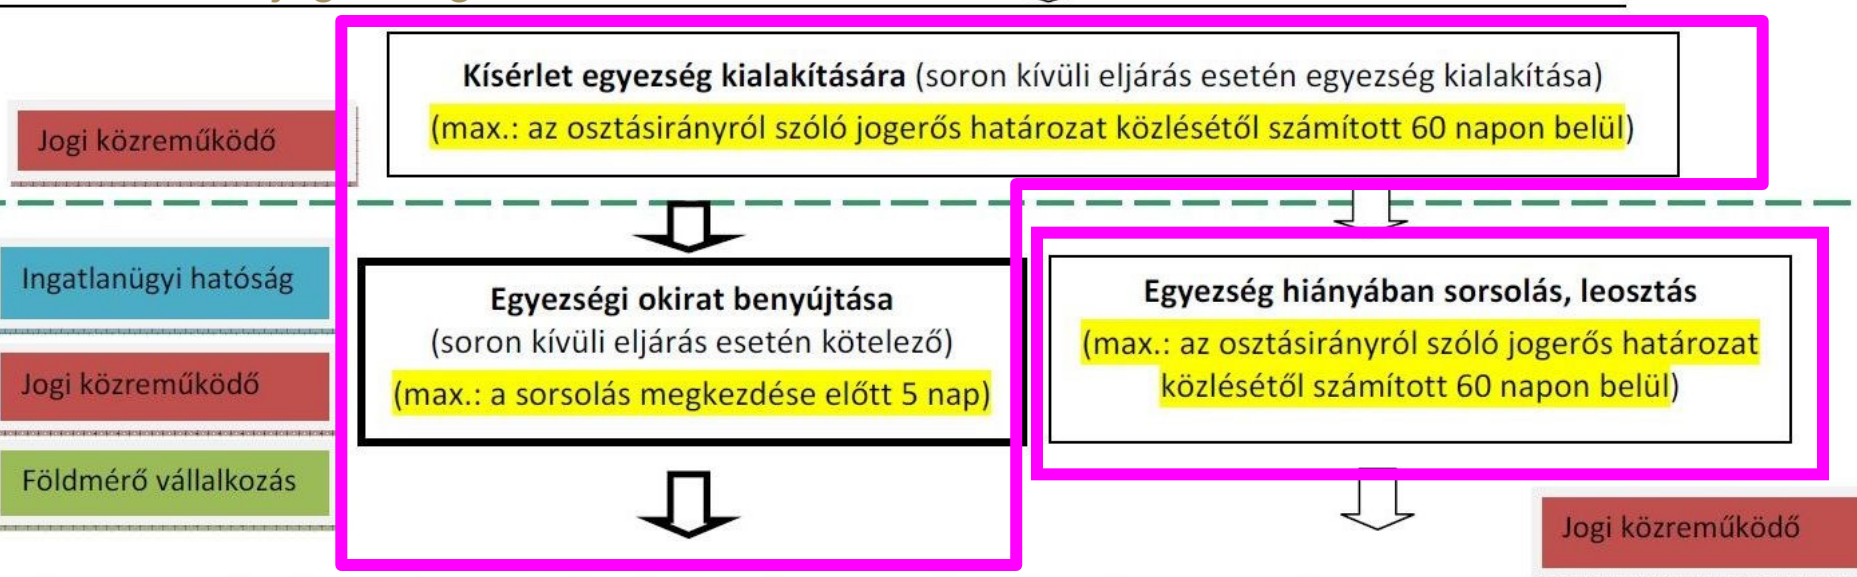 Kísérlet egyezség kialakítására (soron kívüli eljárás esetén egyezség kialakítása)
(max.: az osztásirányról szóló jogerős határozat közlésétől számított 60 napon belül)
Jogi közreműködő
Ingatlanügyi hatóság
Jogi közreműködő
Földmérő vállalkozás
Egyezségi okirat benyújtása
(soron kívüli eljárás esetén kötelező)
(max.: a sorsolás megkezdése előtt 5 nap)
Egyezség hiányában sorsolás, leosztás
(max.: az osztásirányról szóló jogerős határozat
közlésétől számított 60 napon belül)
Jogi közreműködő